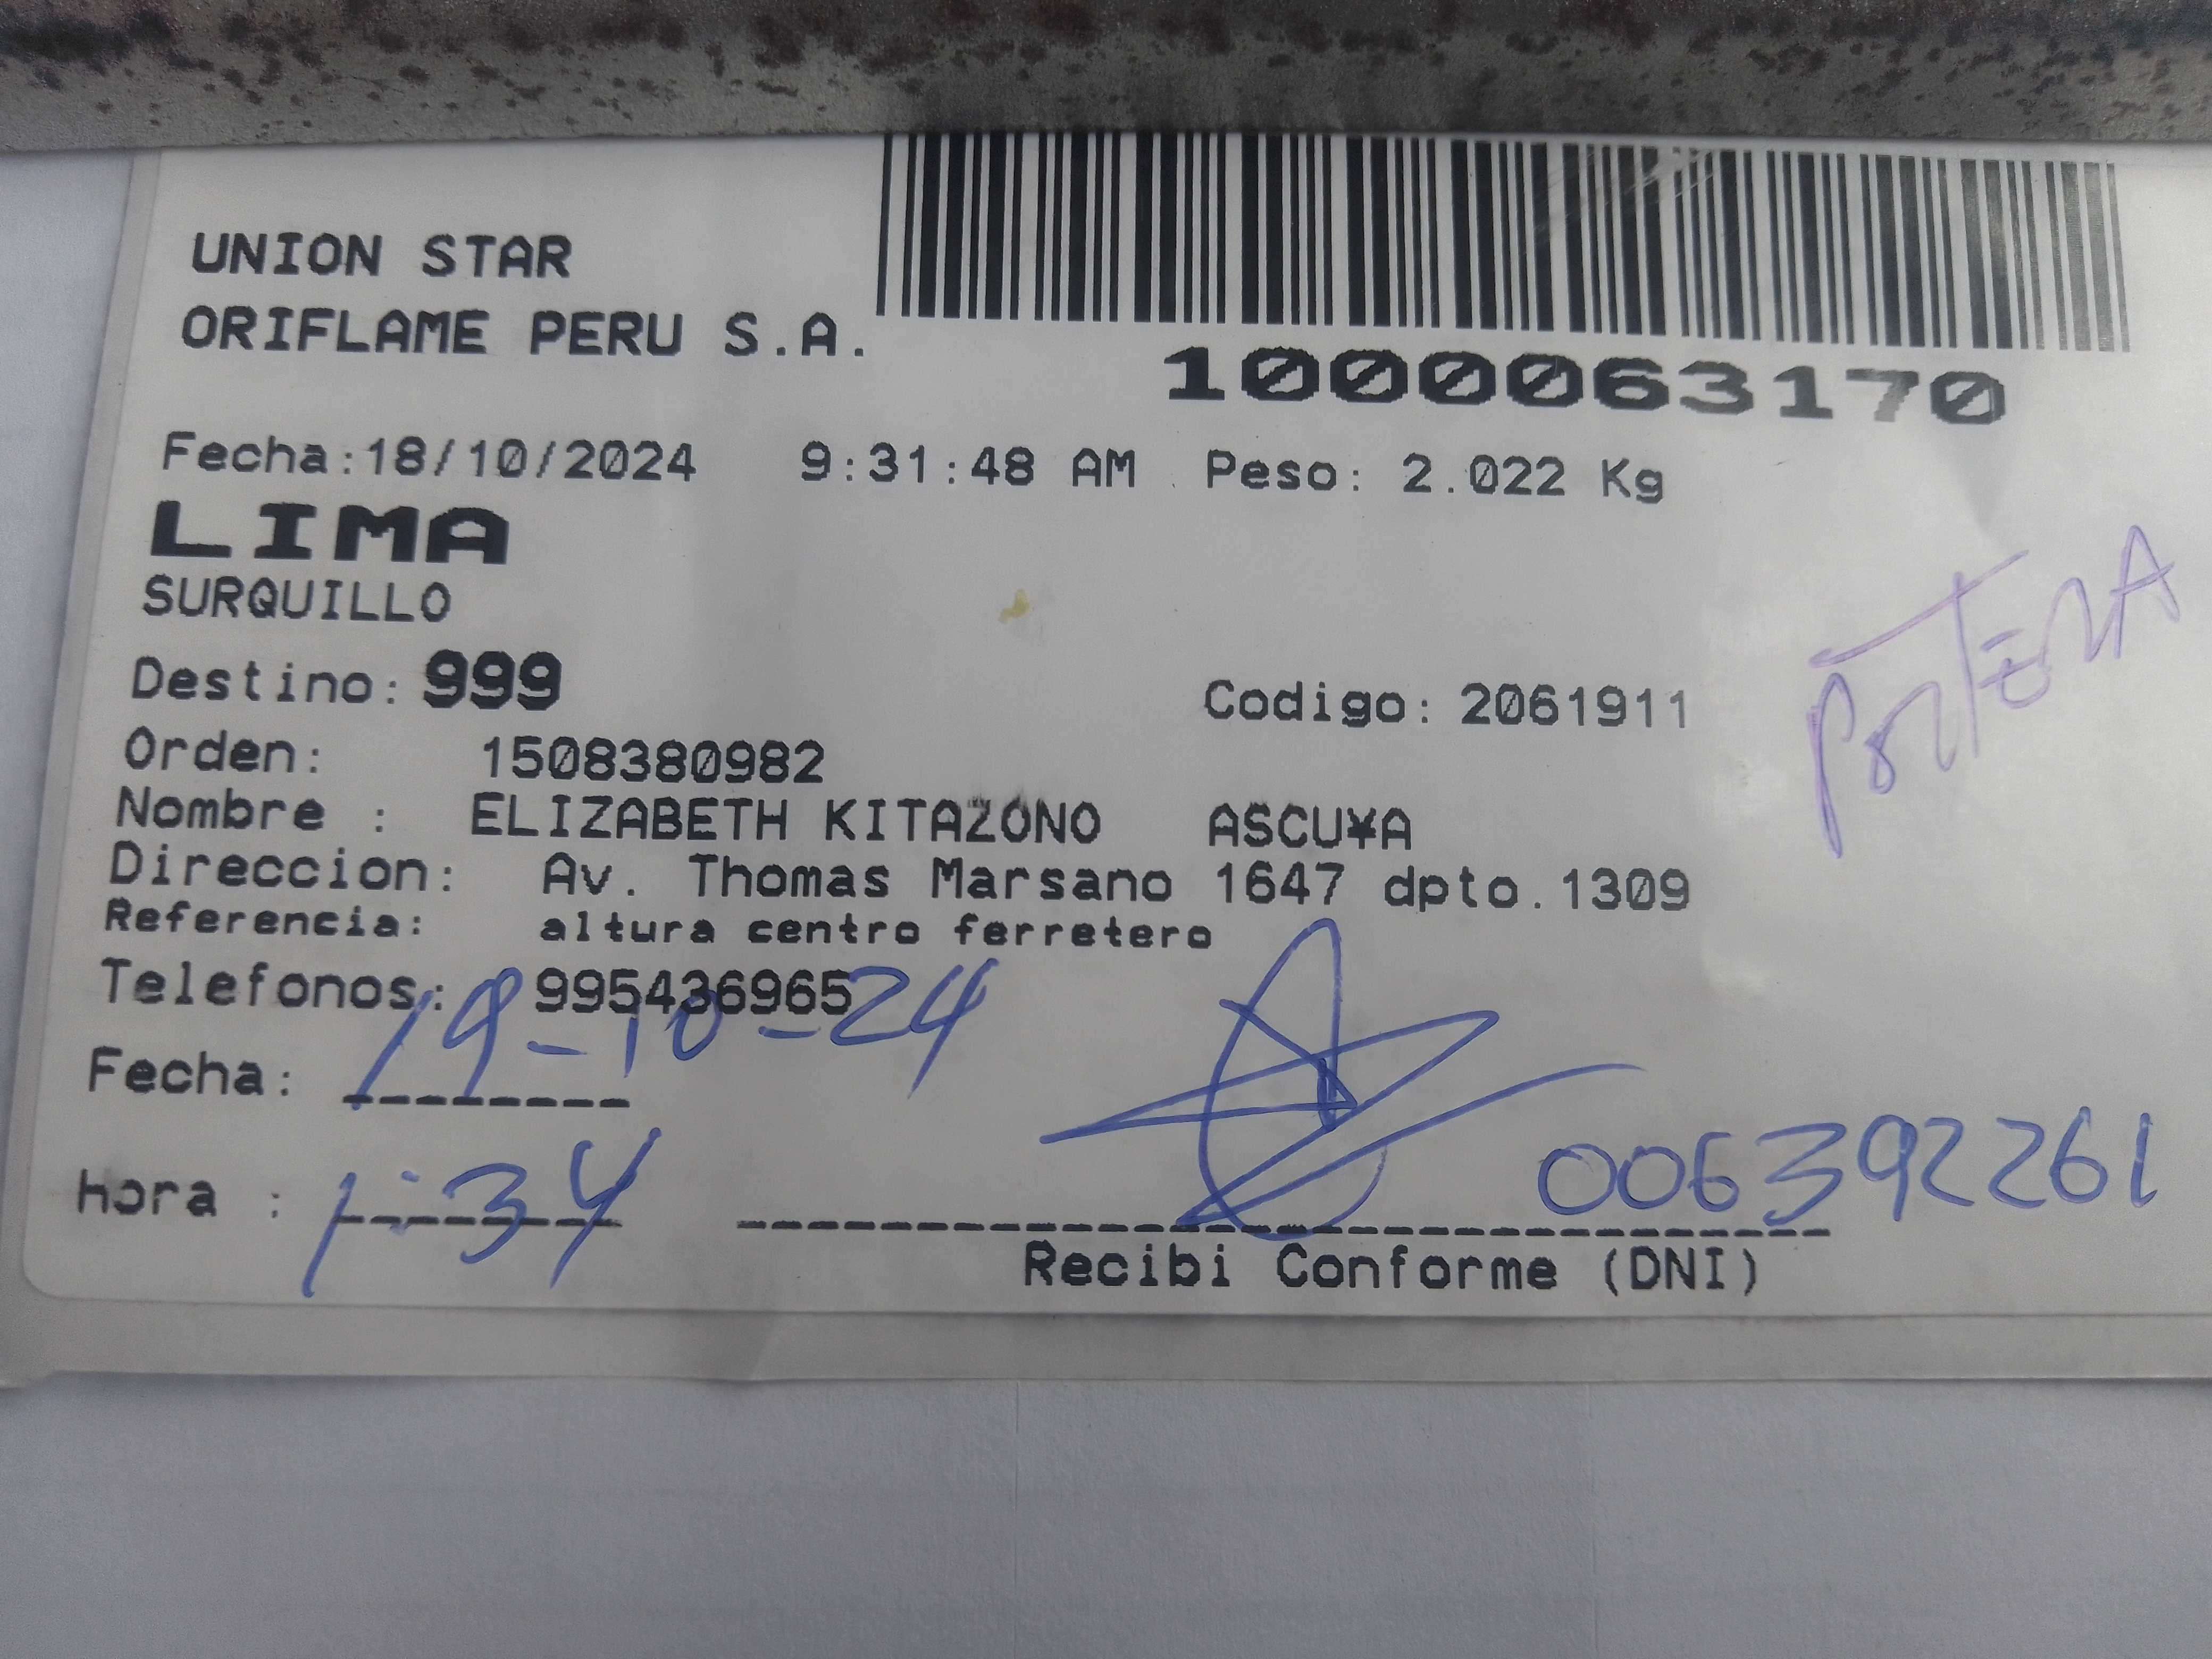 UNION STAR
ORIFLAME PERU S.A.
1000063170
Fecha:18/10/2024 9:31:48 AM Peso: 2.022 Kg
LIMA
SURQUILLO
Destino: 999 Codigo: 2061911
PORTERA
Orden: 1508380982
Nombre : ELIZABETH KITAZONO ASCU¥A
Direccion: Av. Thomas Marsano 1647 dpto.1309
Referencia: altura centro ferretero
Telefonos: 995436965
Fecha: 19-10-24
hora : 1:34 006392261
Recibi Conforme (DNI)